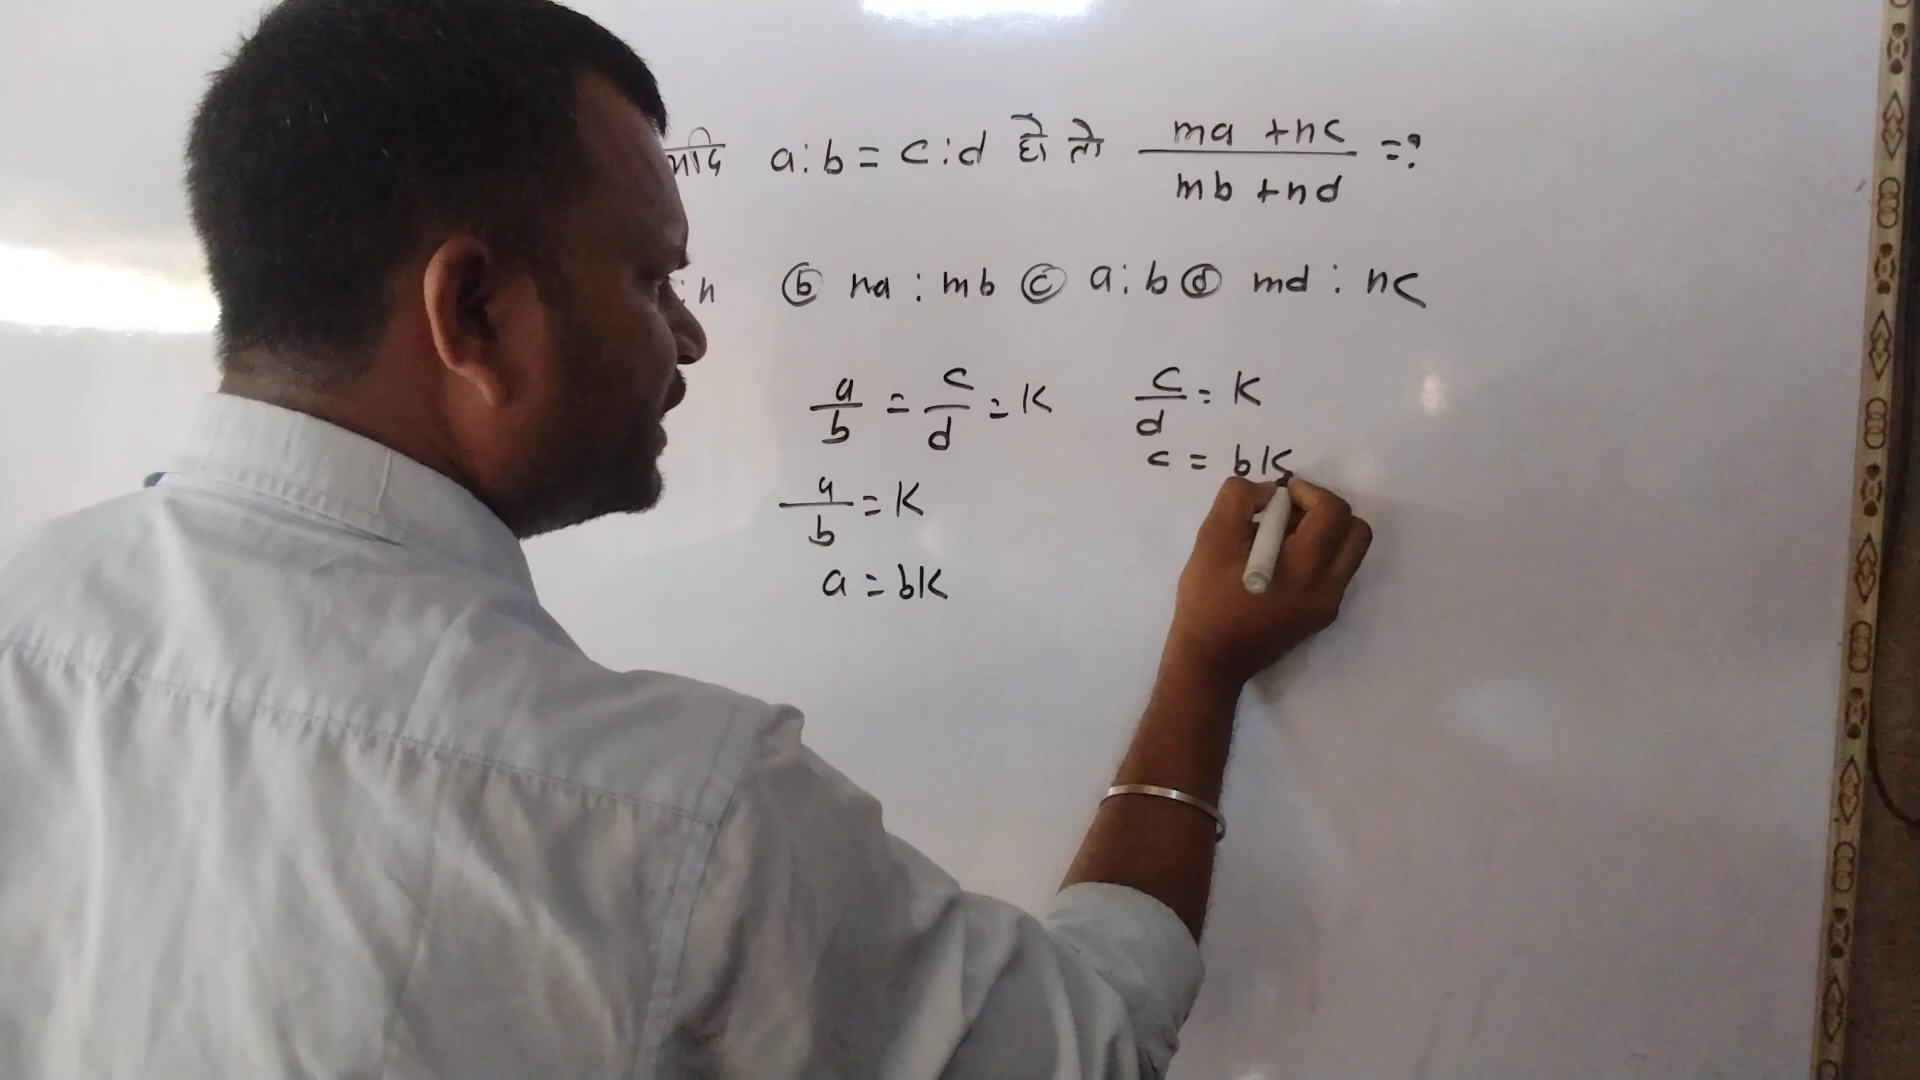 यदि a:b = c:d हो तो (ma + nc)/(mb + nd) = ?
: n ⓑ na : mb ⓒ a : b ⓓ md : nc
a/b = c/d = K
c/d = K
c = bK
a/b = K
a = bK